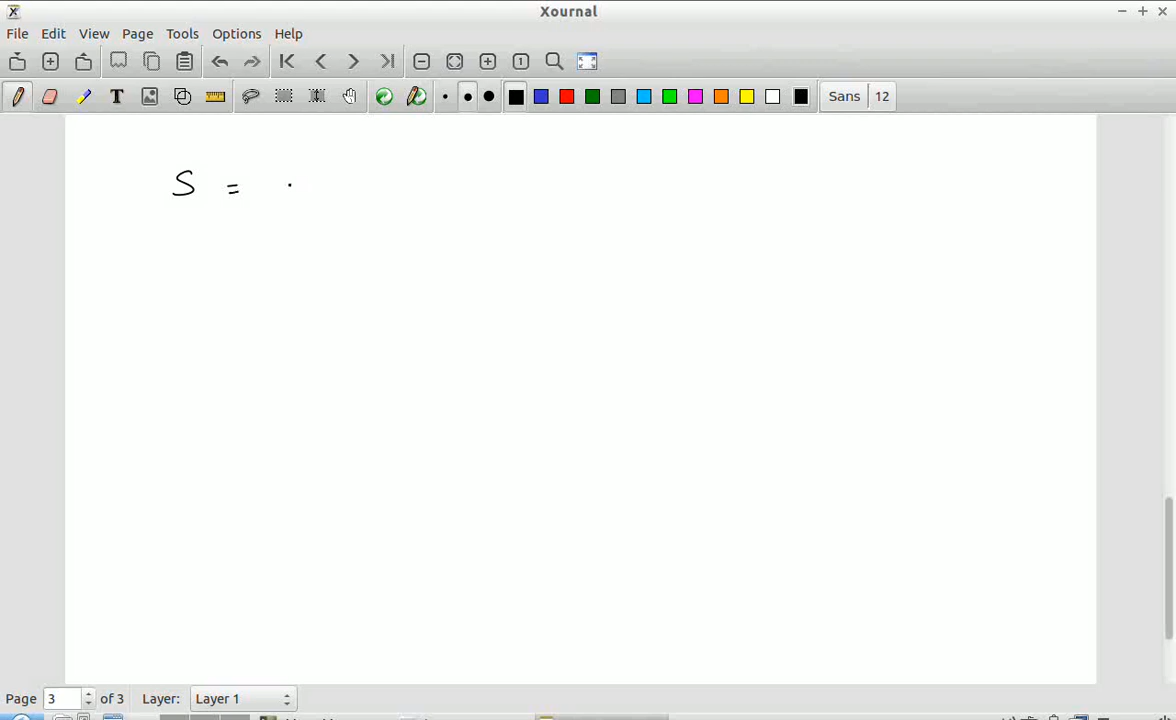 Xournal
File Edit View Page Tools Options Help
Sans 12
S = .
Page 3 of 3 Layer: Layer 1